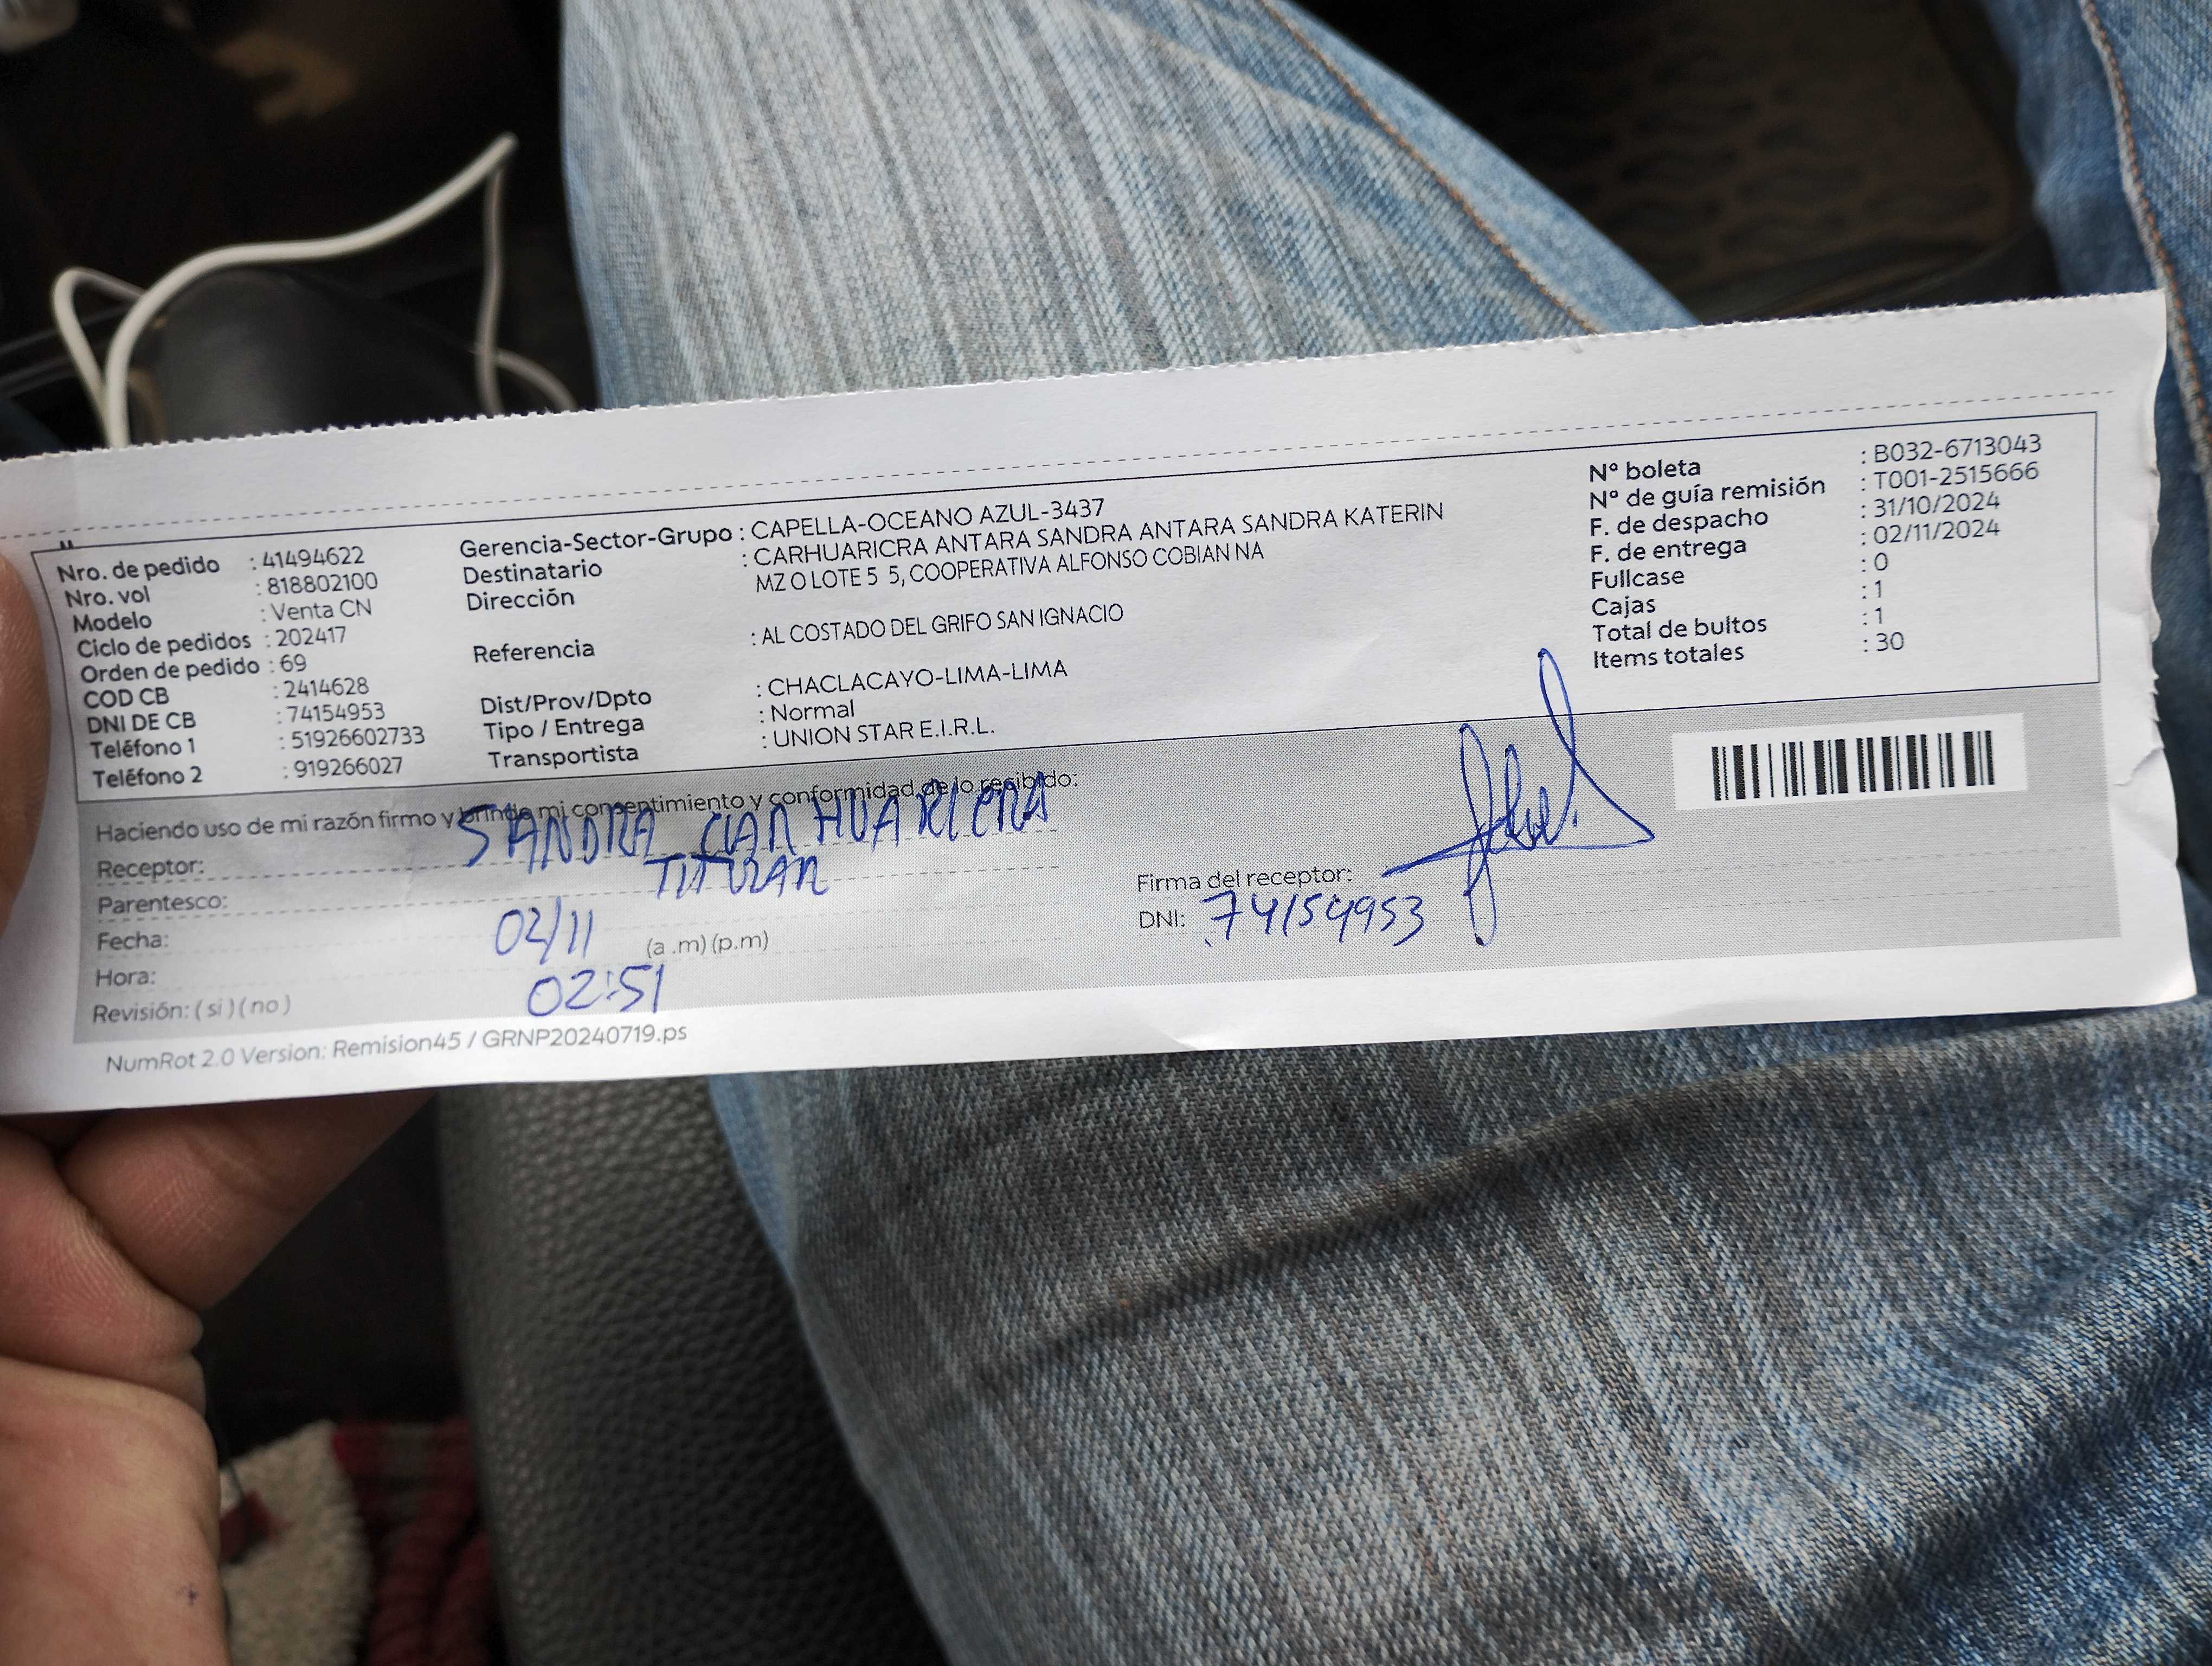 Nro. de pedido : 41494622
Nro. vol : 818802100
Modelo : Venta CN
Ciclo de pedidos : 202417
Orden de pedido : 69
COD CB : 2414628
DNI DE CB : 74154953
Teléfono 1 : 51926602733
Teléfono 2 : 919266027
Gerencia-Sector-Grupo : CAPELLA-OCEANO AZUL-3437
Destinatario : CARHUARICRA ANTARA SANDRA ANTARA SANDRA KATERIN
Dirección MZ O LOTE 5 5, COOPERATIVA ALFONSO COBIAN NA
Referencia : AL COSTADO DEL GRIFO SAN IGNACIO
Dist/Prov/Dpto : CHACLACAYO-LIMA-LIMA
Tipo / Entrega : Normal
Transportista : UNION STAR E.I.R.L.
Nº boleta : B032-6713043
Nº de guía remisión : T001-2515666
F. de despacho : 31/10/2024
F. de entrega : 02/11/2024
Fullcase : 0
Cajas : 1
Total de bultos : 1
Items totales : 30
Haciendo uso de mi razón firmo y brindo mi consentimiento y conformidad de lo recibido:
Receptor: SANDRA CARHUARICRA
Parentesco: TITULAR
Fecha: 02/11 (a .m) (p.m)
Hora: 02:51
Revisión: ( si ) ( no )
Firma del receptor:
DNI: 74154953
NumRot 2.0 Version: Remision45 / GRNP20240719.ps